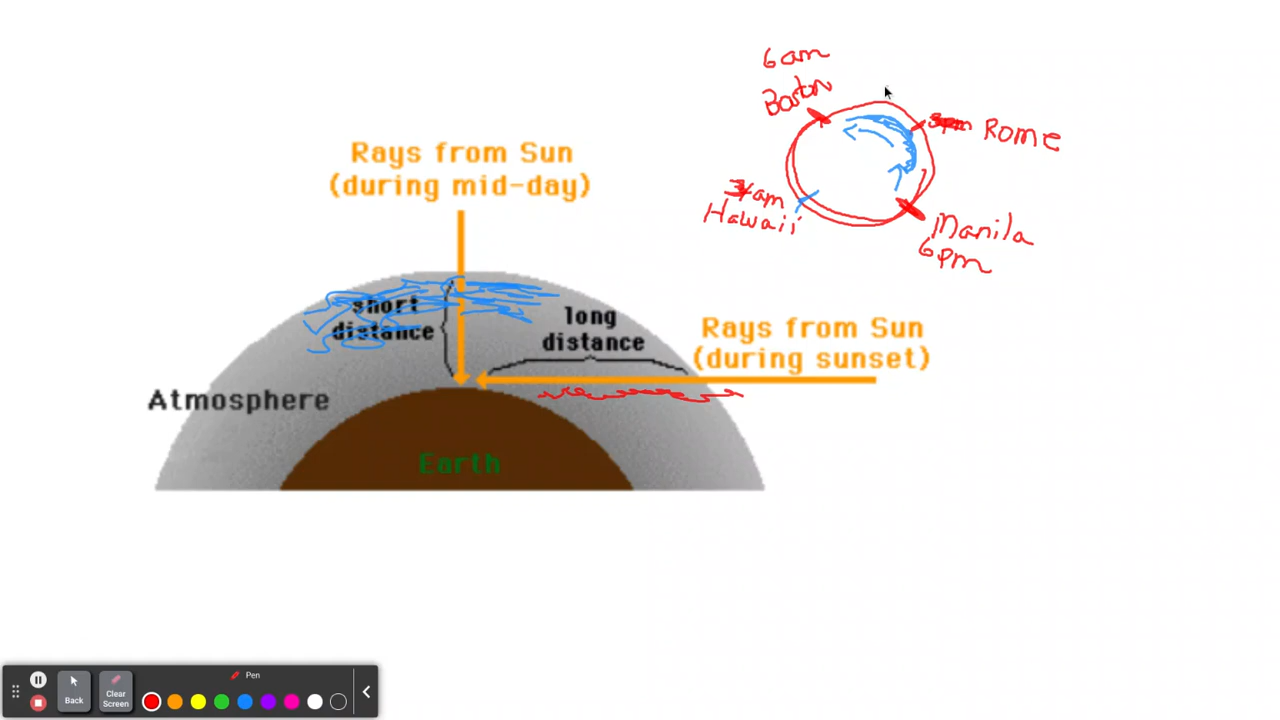 6am
Boston
Rome
am
Hawaii
Manila
6pm
Rays from Sun
(during mid-day)
short
distance
long
distance
Rays from Sun
(during sunset)
Atmosphere
Earth
Pen
Back
Clear
Screen